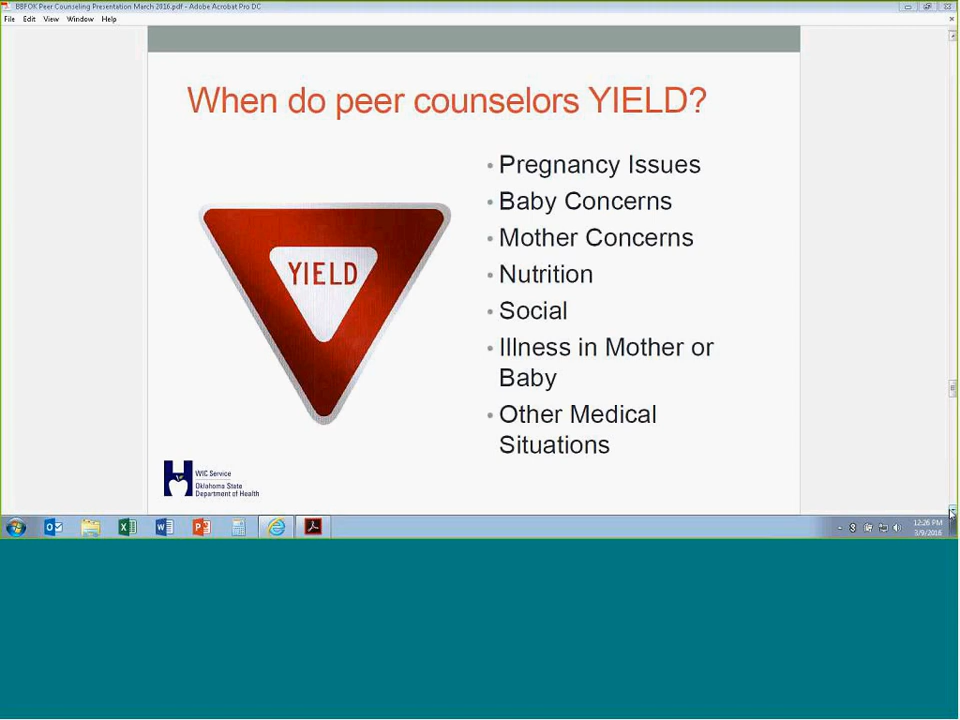 BBFOK Peer Counseling Presentation March 2016.pdf - Adobe Acrobat Pro DC
File Edit View Window Help
When do peer counselors YIELD?
YIELD
• Pregnancy Issues
• Baby Concerns
• Mother Concerns
• Nutrition
• Social
• Illness in Mother or
Baby
• Other Medical
Situations
WIC Service
Oklahoma State
Department of Health
12:26 PM
3/9/2016